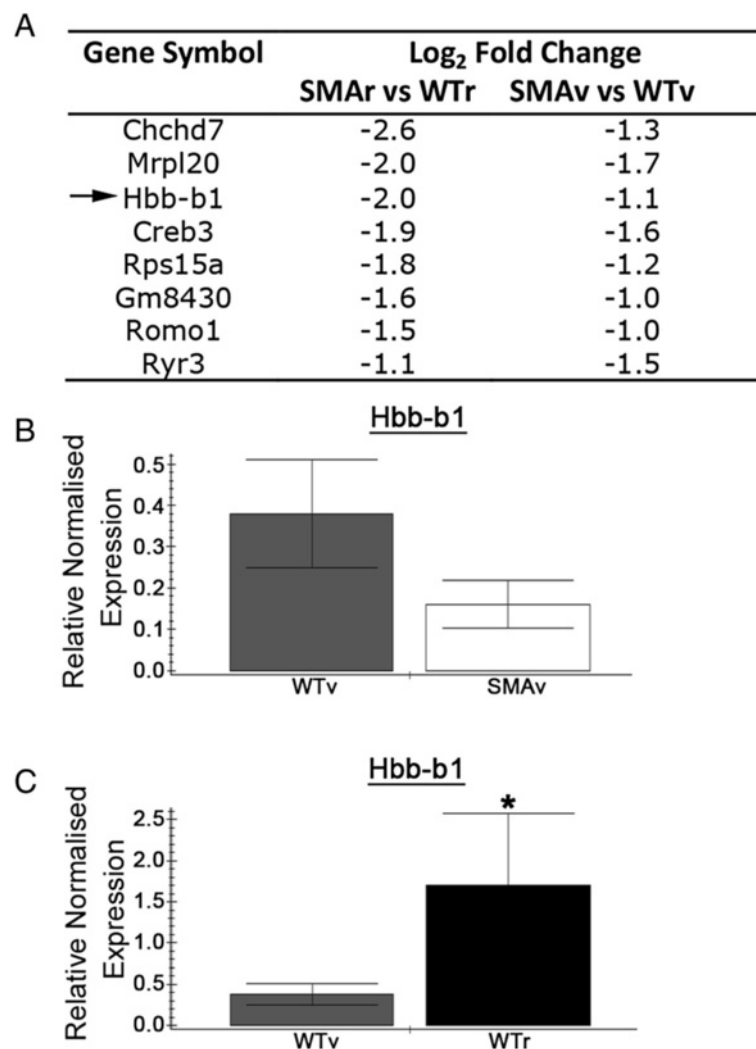 A
Gene Symbol Log2 Fold Change
SMAr vs WTr SMAv vs WTv
Chchd7 -2.6 -1.3
Mrpl20 -2.0 -1.7
Hbb-b1 -2.0 -1.1
Creb3 -1.9 -1.6
Rps15a -1.8 -1.2
Gm8430 -1.6 -1.0
Romo1 -1.5 -1.0
Ryr3 -1.1 -1.5
B
Hbb-b1
Relative Normalised
Expression
0.5
0.4
0.3
0.2
0.1
0.0
WTv SMAv
C
Hbb-b1
*
Relative Normalised
Expression
2.5
2.0
1.5
1.0
0.5
0.0
WTv WTr